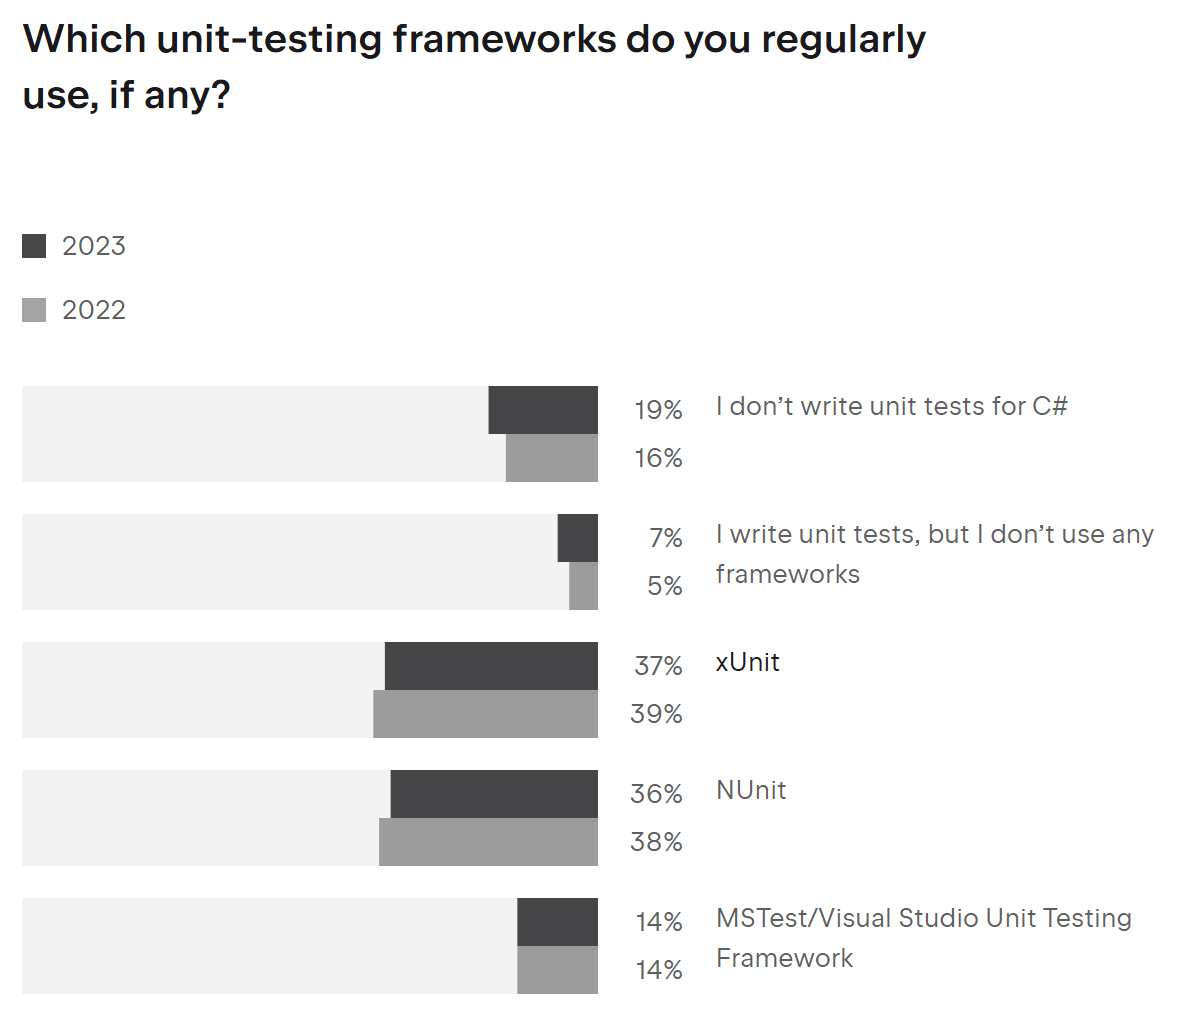 Which unit-testing frameworks do you regularly
use, if any?
2023
2022
19% I don’t write unit tests for C#
16%
7% I write unit tests, but I don’t use any
5% frameworks
37% xUnit
39%
36% NUnit
38%
14% MSTest/Visual Studio Unit Testing
14% Framework